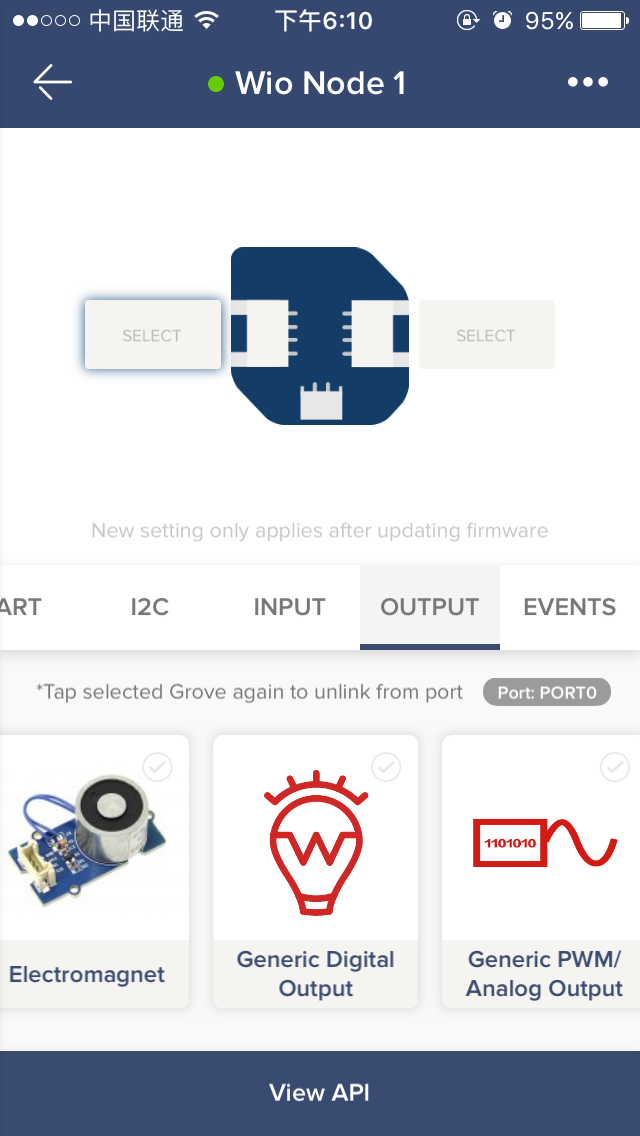 中国联通 下午6:10 95%
Wio Node 1
SELECT SELECT
New setting only applies after updating firmware
ART I2C INPUT OUTPUT EVENTS
*Tap selected Grove again to unlink from port Port: PORT0
1101010
Electromagnet
Generic Digital
Output
Generic PWM/
Analog Output
View API